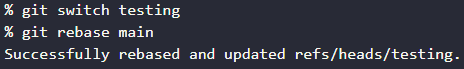 % git switch testing
% git rebase main
Successfully rebased and updated refs/heads/testing.